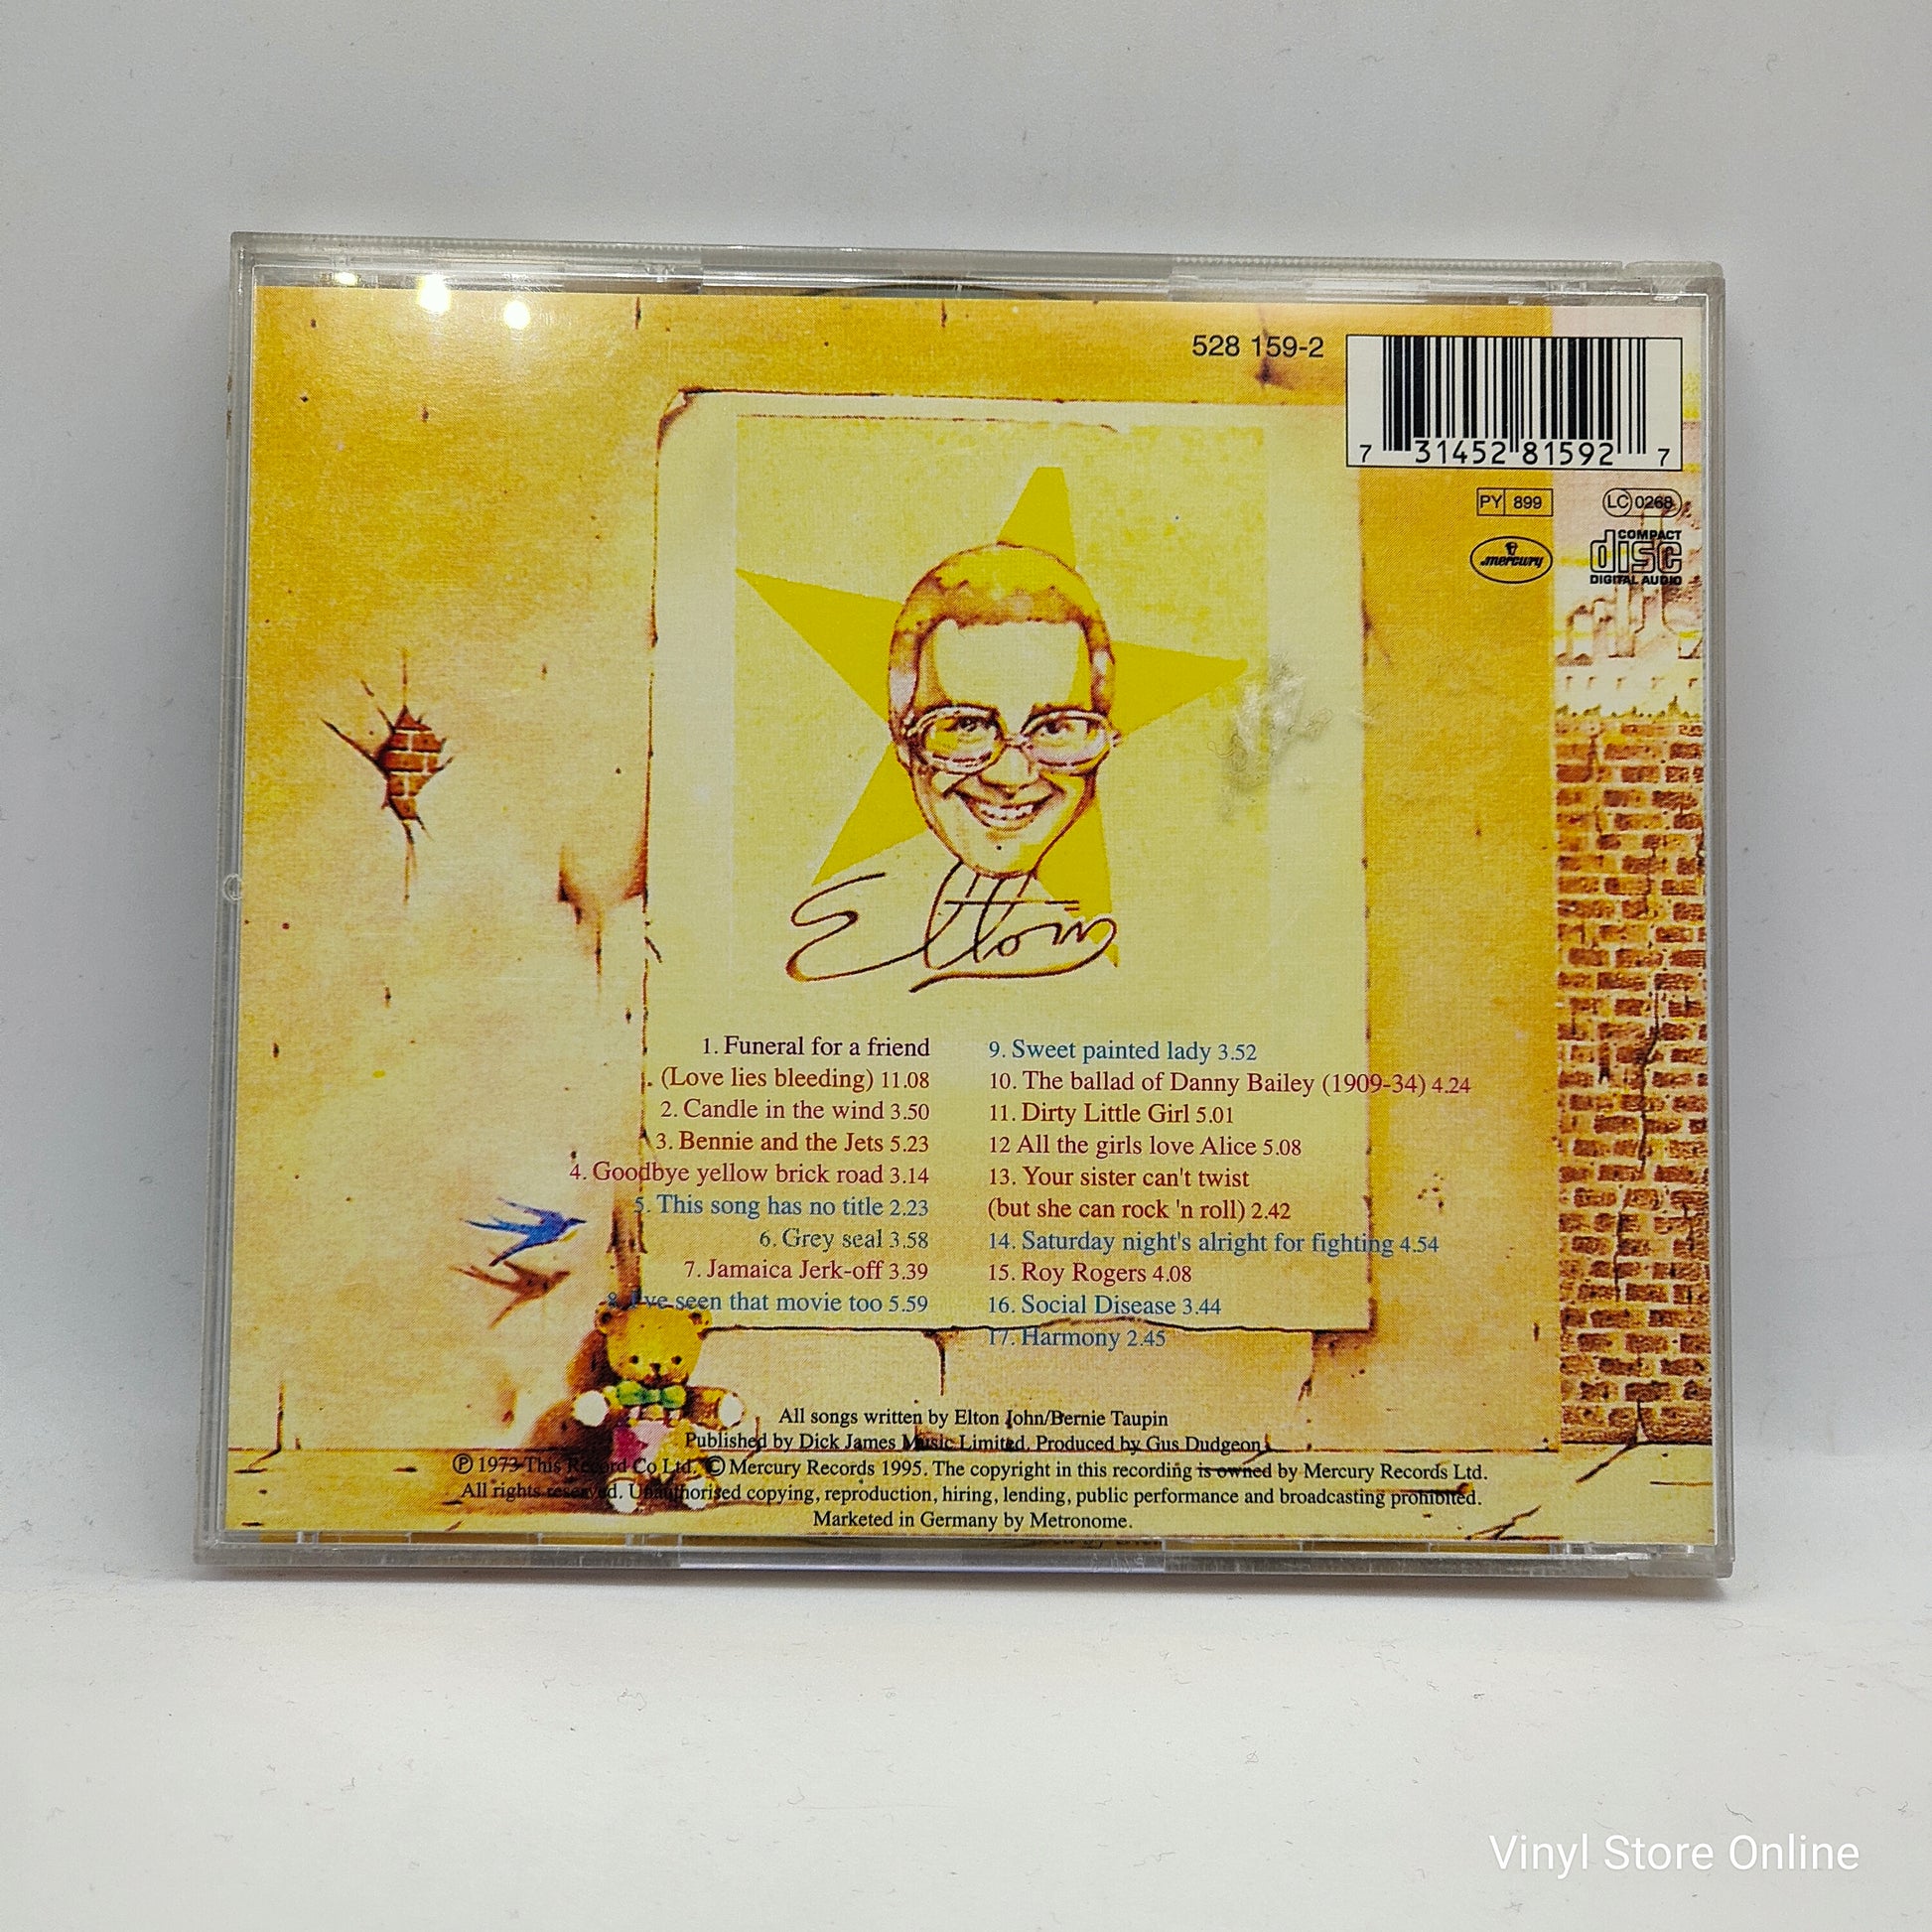 528 159-2
7 31452 81592 7
PY 899
LC 0268
mercury
COMPACT
disc
DIGITAL AUDIO
Elton
1. Funeral for a friend
(Love lies bleeding) 11.08
2. Candle in the wind 3.50
3. Bennie and the Jets 5.23
4. Goodbye yellow brick road 3.14
5. This song has no title 2.23
6. Grey seal 3.58
7. Jamaica Jerk-off 3.39
8. I've seen that movie too 5.59
9. Sweet painted lady 3.52
10. The ballad of Danny Bailey (1909-34) 4.24
11. Dirty Little Girl 5.01
12 All the girls love Alice 5.08
13. Your sister can't twist
(but she can rock 'n roll) 2.42
14. Saturday night's alright for fighting 4.54
15. Roy Rogers 4.08
16. Social Disease 3.44
17. Harmony 2.45
All songs written by Elton John/Bernie Taupin
Published by Dick James Music Limited. Produced by Gus Dudgeon
℗ 1973 This Record Co Ltd. © Mercury Records 1995. The copyright in this recording is owned by Mercury Records Ltd.
All rights reserved. Unauthorised copying, reproduction, hiring, lending, public performance and broadcasting prohibited.
Marketed in Germany by Metronome.
Vinyl Store Online